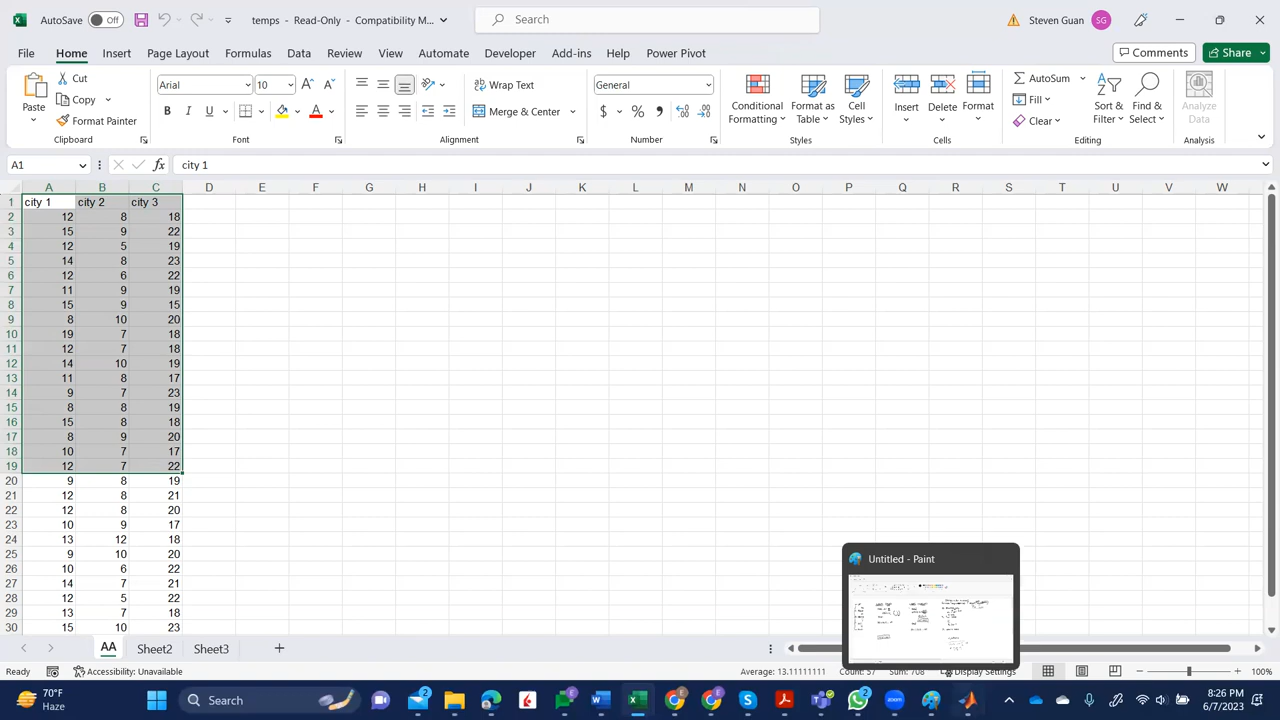 AutoSave Off temps - Read-Only • Compatibility M... Search Steven Guan SG
File Home Insert Page Layout Formulas Data Review View Automate Developer Add-ins Help Power Pivot Comments Share
Paste Cut Copy Format Painter Clipboard
Arial 10 B I U Font
Wrap Text Merge & Center Alignment
General $ % , Number
Conditional Formatting Format as Table Cell Styles Styles
Insert Delete Format Cells
AutoSum Fill Clear Sort & Filter Find & Select Editing
Analyze Data Analysis
A1 fx city 1
A B C D E F G H I J K L M N O P Q R S T U V W
1 city 1 city 2 city 3
2 12 8 18
3 15 9 22
4 12 5 19
5 14 8 23
6 12 6 22
7 11 9 19
8 15 9 15
9 8 10 20
10 19 7 18
11 12 7 18
12 14 10 19
13 11 8 17
14 9 7 23
15 8 8 19
16 15 8 18
17 8 9 20
18 10 7 17
19 12 7 22
20 9 8 19
21 12 8 21
22 12 8 20
23 10 9 17
24 13 12 18
25 9 10 20
26 10 6 22
27 14 7 21
28 12 5 22
29 13 7 18
30 15 10 23
Untitled - Paint
AA Sheet2 Sheet3
Ready Accessibility: Unavailable Average: 13.11111111 Count: 57 Sum: 708 Display Settings 100%
70°F Haze Search 8:26 PM 6/7/2023